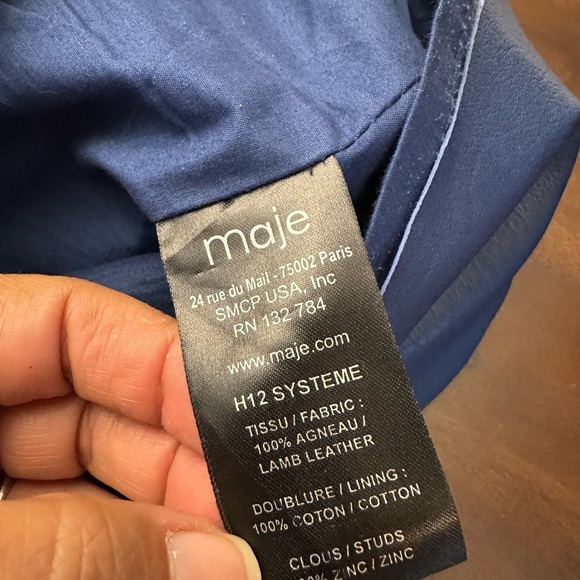 maje
24 rue du Mail - 75002 Paris
SMCP USA, Inc
RN 132 784
www.maje.com
H12 SYSTEME
TISSU / FABRIC :
100% AGNEAU /
LAMB LEATHER
DOUBLURE / LINING :
100% COTON / COTTON
CLOUS / STUDS
100% ZINC / ZINC